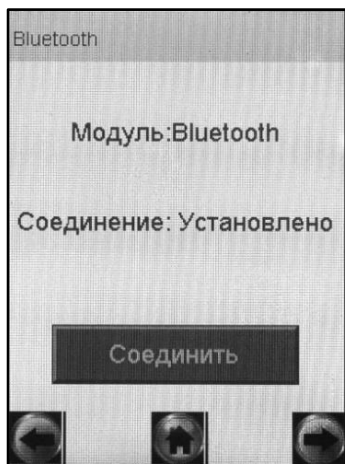 Bluetooth
Модуль:Bluetooth
Соединение: Установлено
Соединить